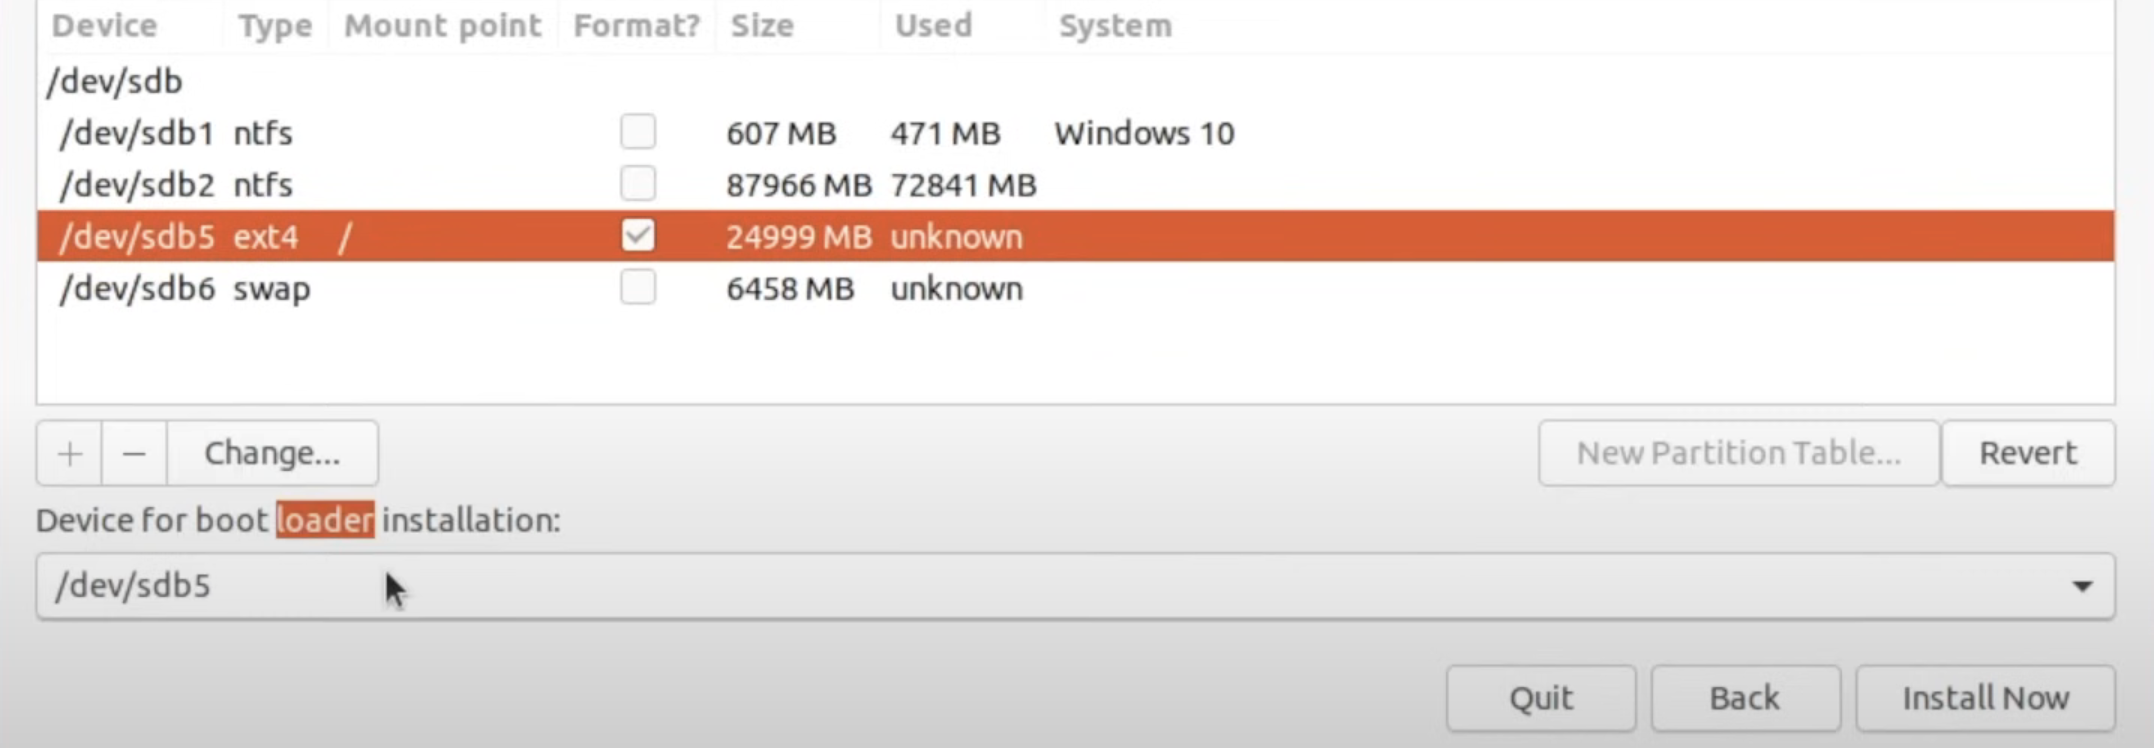 Device Type Mount point Format? Size Used System
/dev/sdb
/dev/sdb1 ntfs 607 MB 471 MB Windows 10
/dev/sdb2 ntfs 87966 MB 72841 MB
/dev/sdb5 ext4 / 24999 MB unknown
/dev/sdb6 swap 6458 MB unknown
+ − Change... New Partition Table... Revert
Device for boot loader installation:
/dev/sdb5
Quit Back Install Now